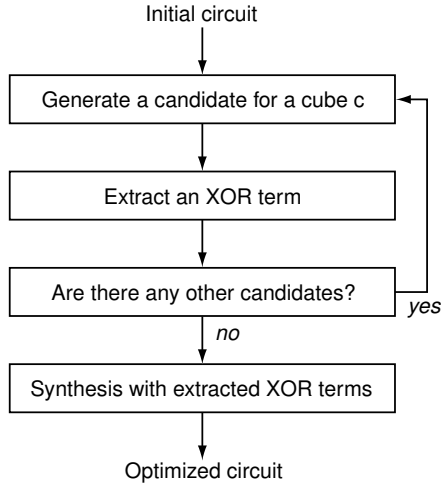 Initial circuit
Generate a candidate for a cube c
Extract an XOR term
Are there any other candidates?
yes
no
Synthesis with extracted XOR terms
Optimized circuit